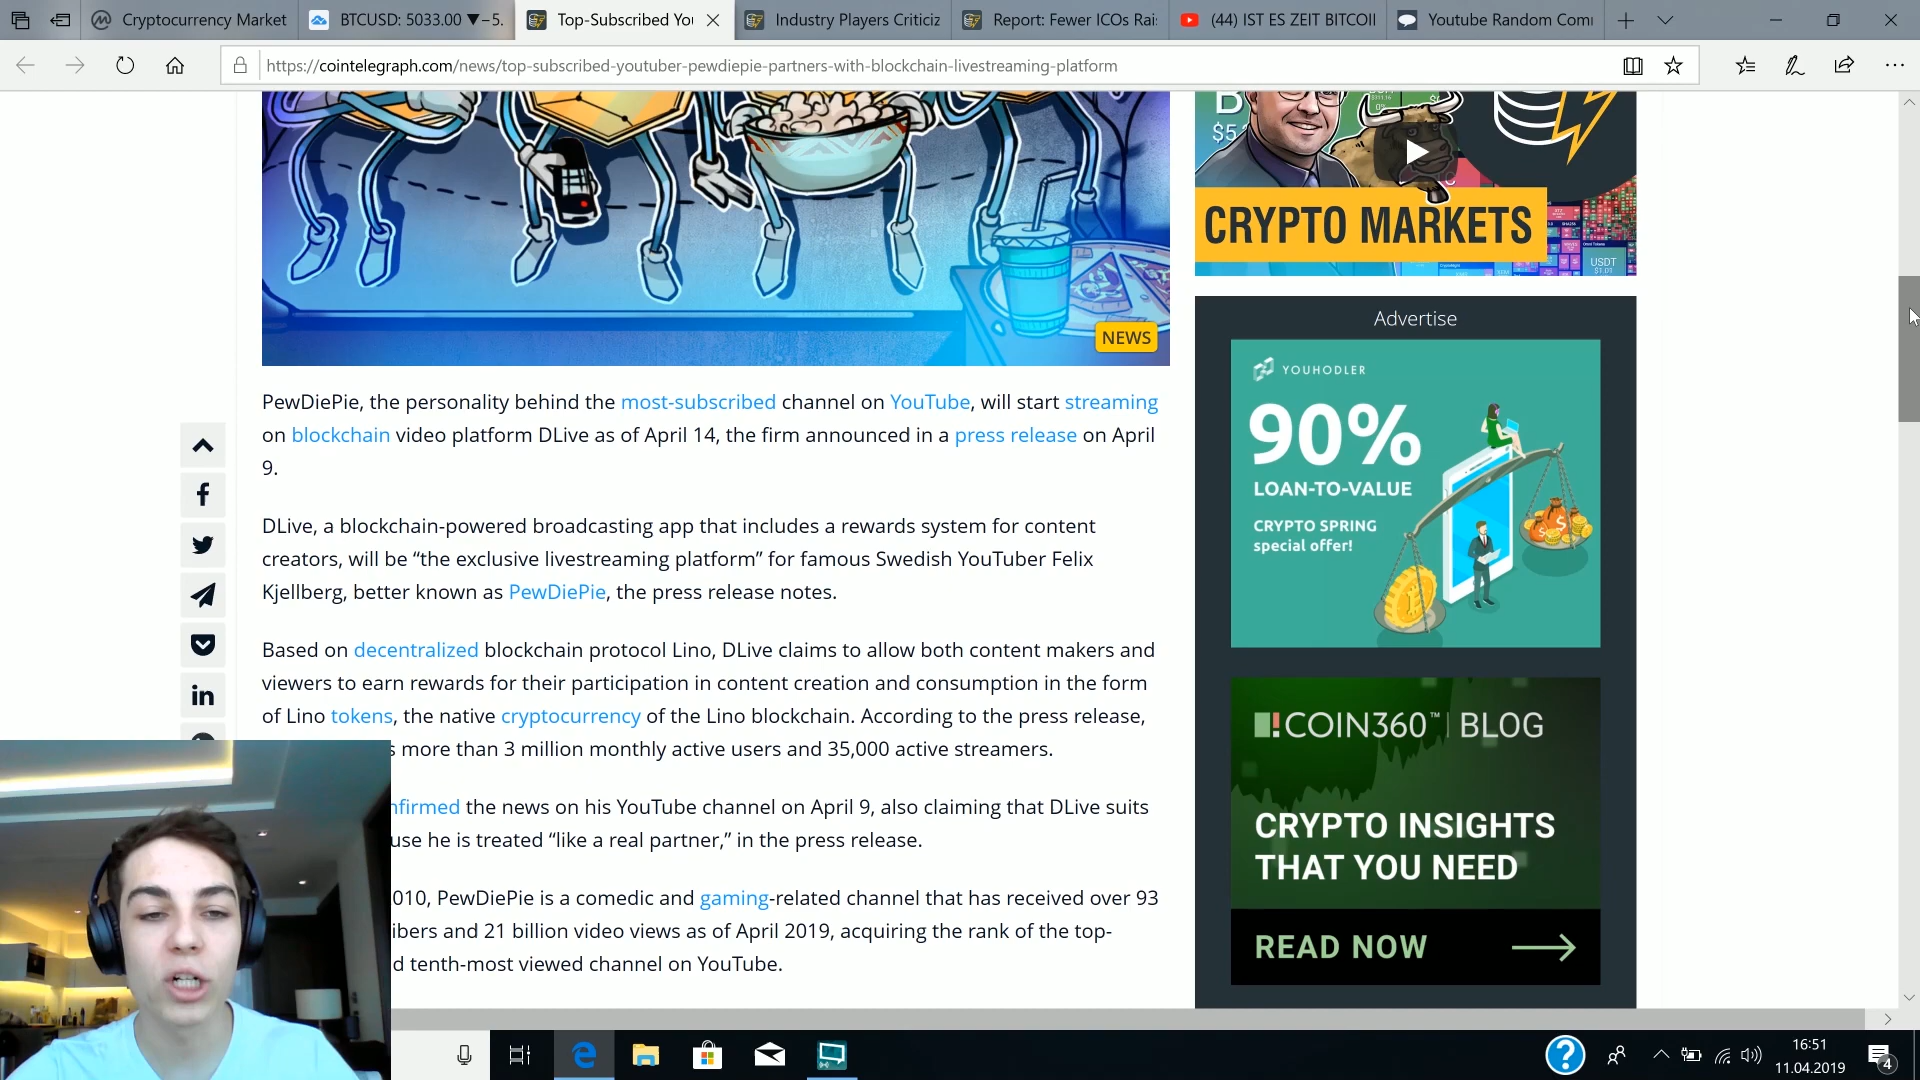 Cryptocurrency Market
BTCUSD: 5033.00 ▼−5.
Top-Subscribed You
Industry Players Criticiz
Report: Fewer ICOs Rai
(44) IST ES ZEIT BITCOI
Youtube Random Com
https://cointelegraph.com/news/top-subscribed-youtuber-pewdiepie-partners-with-blockchain-livestreaming-platform
CRYPTO MARKETS
USDT
$1.01
NEWS
Advertise
YOUHODLER
90%
LOAN-TO-VALUE
CRYPTO SPRING
special offer!
PewDiePie, the personality behind the most-subscribed channel on YouTube, will start streaming
on blockchain video platform DLive as of April 14, the firm announced in a press release on April
9.
DLive, a blockchain-powered broadcasting app that includes a rewards system for content
creators, will be “the exclusive livestreaming platform” for famous Swedish YouTuber Felix
Kjellberg, better known as PewDiePie, the press release notes.
Based on decentralized blockchain protocol Lino, DLive claims to allow both content makers and
viewers to earn rewards for their participation in content creation and consumption in the form
of Lino tokens, the native cryptocurrency of the Lino blockchain. According to the press release,
s more than 3 million monthly active users and 35,000 active streamers.
nfirmed the news on his YouTube channel on April 9, also claiming that DLive suits
use he is treated “like a real partner,” in the press release.
010, PewDiePie is a comedic and gaming-related channel that has received over 93
ibers and 21 billion video views as of April 2019, acquiring the rank of the top-
d tenth-most viewed channel on YouTube.
COIN360™ | BLOG
CRYPTO INSIGHTS
THAT YOU NEED
READ NOW
16:51
11.04.2019
4